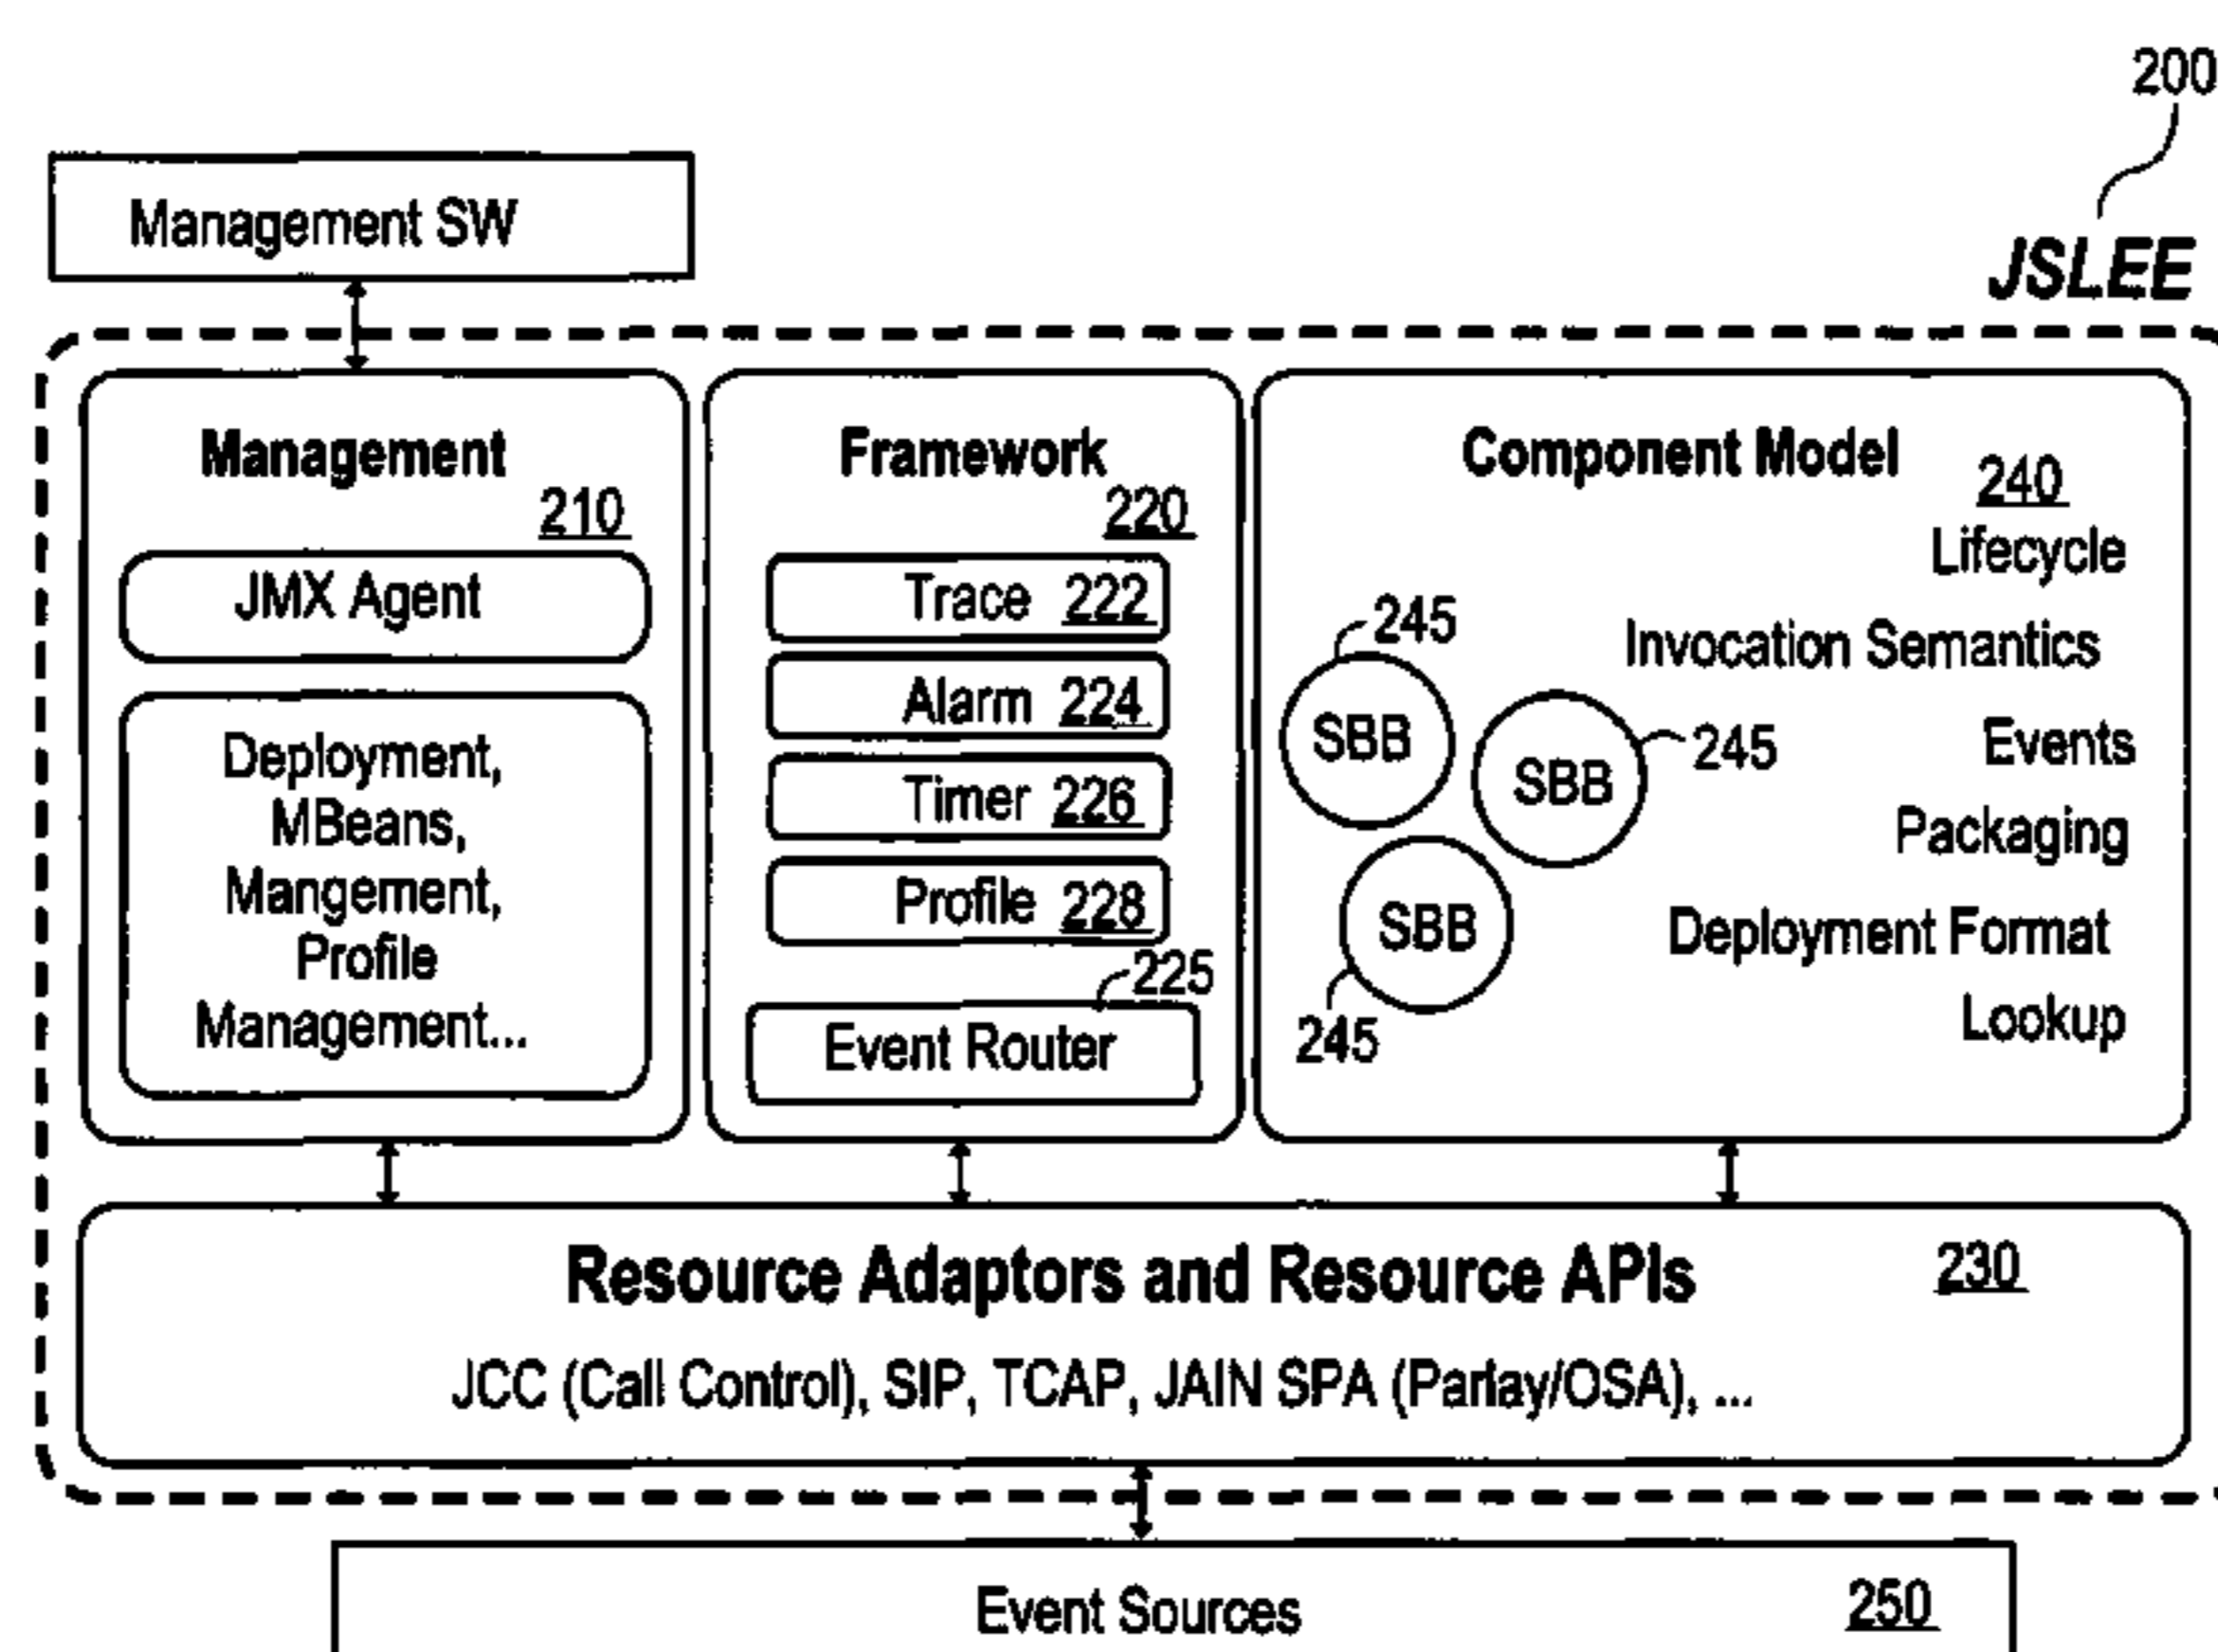 200
Management SW
JSLEE
Management
210
JMX Agent
Deployment,
MBeans,
Mangement,
Profile
Management...
Framework
220
Trace 222
Alarm 224
Timer 226
Profile 228
225
Event Router
Component Model
240
Lifecycle
245
Invocation Semantics
SBB
SBB
245
Events
Packaging
SBB
245
Deployment Format
Lookup
Resource Adaptors and Resource APIs
230
JCC (Call Control), SIP, TCAP, JAIN SPA (Parlay/OSA), ...
Event Sources
250